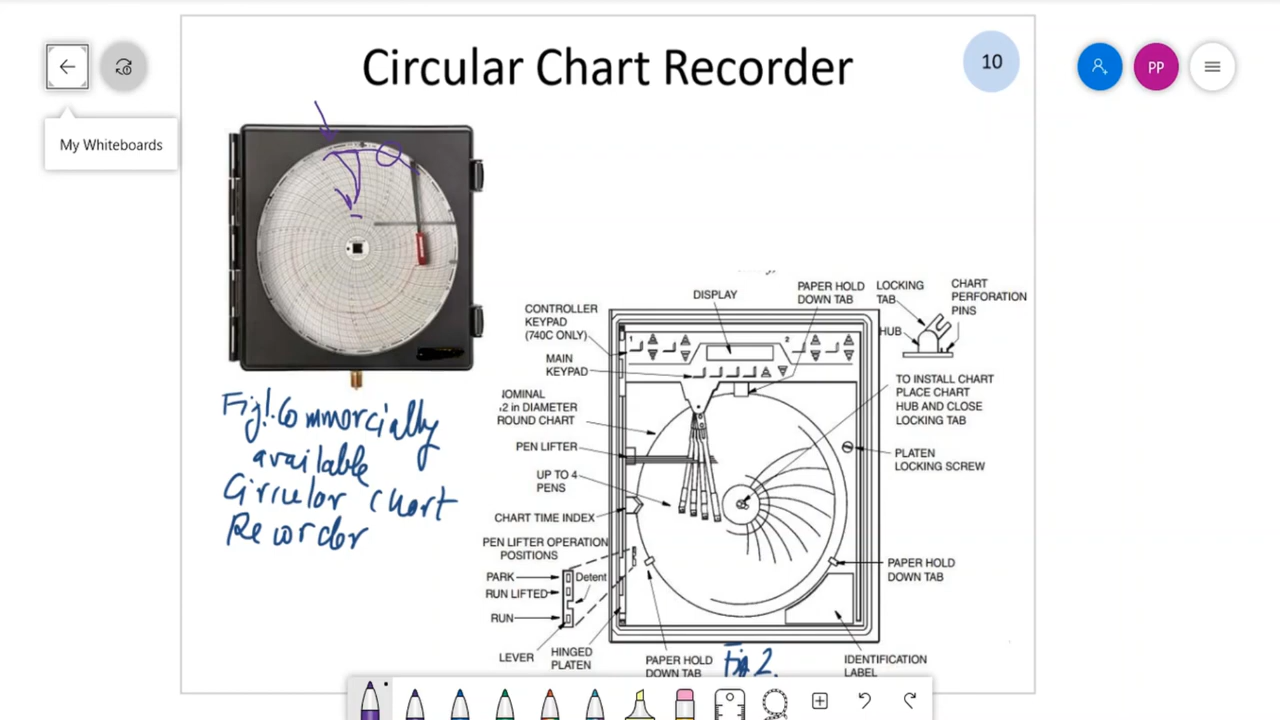 Circular Chart Recorder
10
PP
My Whiteboards
Fig1. Commorcially
available
Circular chart
Recorder
CONTROLLER
KEYPAD
(740C ONLY)
MAIN
KEYPAD
NOMINAL
12 in DIAMETER
ROUND CHART
PEN LIFTER
UP TO 4
PENS
CHART TIME INDEX
PEN LIFTER OPERATION
POSITIONS
PARK
RUN LIFTED
RUN
Detent
LEVER
HINGED
PLATEN
PAPER HOLD
DOWN TAB
Fig 2.
DISPLAY
1
2
PAPER HOLD
DOWN TAB
LOCKING
TAB
CHART
PERFORATION
PINS
HUB
TO INSTALL CHART
PLACE CHART
HUB AND CLOSE
LOCKING TAB
PLATEN
LOCKING SCREW
PAPER HOLD
DOWN TAB
IDENTIFICATION
LABEL